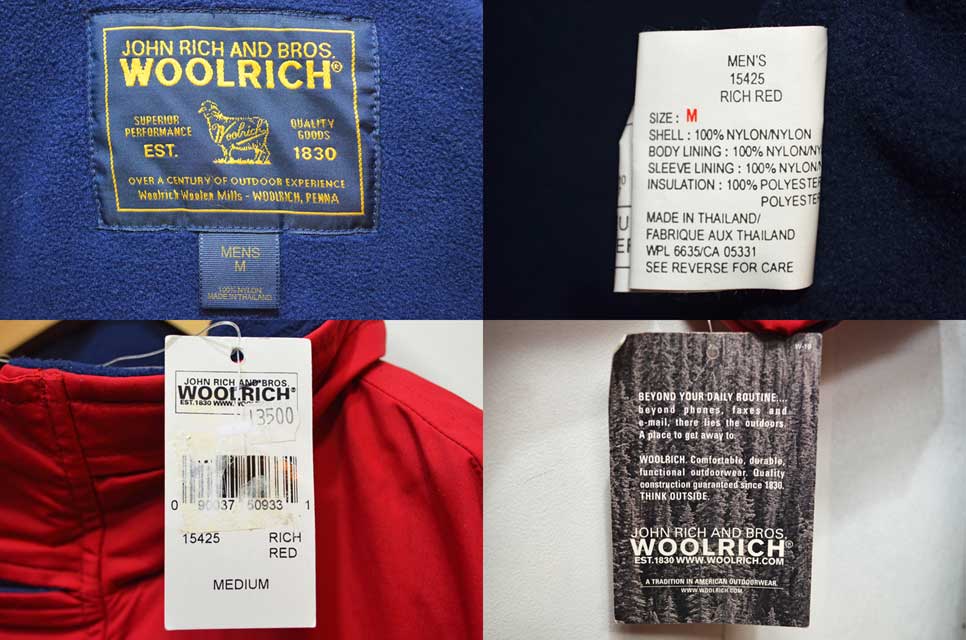 JOHN RICH AND BROS.
WOOLRICH®
SUPERIOR PERFORMANCE
Woolrich
QUALITY GOODS
EST.
1830
OVER A CENTURY OF OUTDOOR EXPERIENCE
Woolrich Woolen Mills - WOOLRICH, PENNA
MENS
M
100% NYLON
MADE IN THAILAND
MEN'S
15425
RICH RED
SIZE : M
SHELL : 100% NYLON/NYLON
BODY LINING : 100% NYLON/NY
SLEEVE LINING : 100% NYLON/N
INSULATION : 100% POLYESTER
POLYESTER
MADE IN THAILAND/
FABRIQUE AUX THAILAND
WPL 6635/CA 05331
SEE REVERSE FOR CARE
JOHN RICH AND BROS.
WOOLRICH®
EST.1830 WWW.W
13500
0 90037 50933 1
15425 RICH
RED
MEDIUM
W-19
BEYOND YOUR DAILY ROUTINE...
beyond phones, faxes and
e-mail, there lies the outdoors.
A place to get away to.
WOOLRICH. Comfortable, durable,
functional outdoorwear. Quality
construction guaranteed since 1830.
THINK OUTSIDE.
JOHN RICH AND BROS.
WOOLRICH®
EST.1830 WWW.WOOLRICH.COM
A TRADITION IN AMERICAN OUTDOORWEAR.
WWW.WOOLRICH.COM